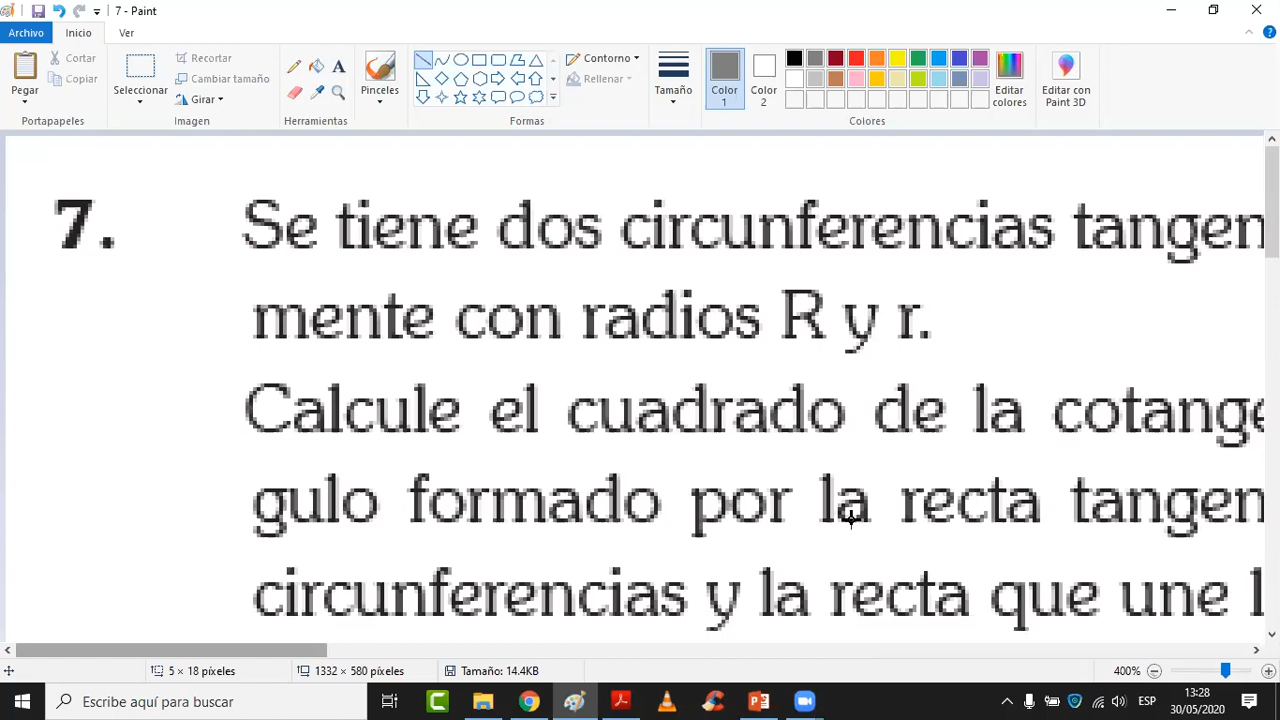 7 - Paint
Archivo Inicio Ver
Pegar Cortar Copiar Seleccionar Recortar Cambiar tamaño Girar A Pinceles Contorno Rellenar Tamaño Color 1 Color 2 Editar colores Editar con Paint 3D
Portapapeles Imagen Herramientas Formas Colores
7. Se tiene dos circunferencias tangen
mente con radios R y r.
Calcule el cuadrado de la cotange
gulo formado por la recta tangen
circunferencias y la recta que une l
5 × 18 píxeles 1332 × 580 píxeles Tamaño: 14.4KB 400%
Escribe aquí para buscar ESP 13:28
30/05/2020